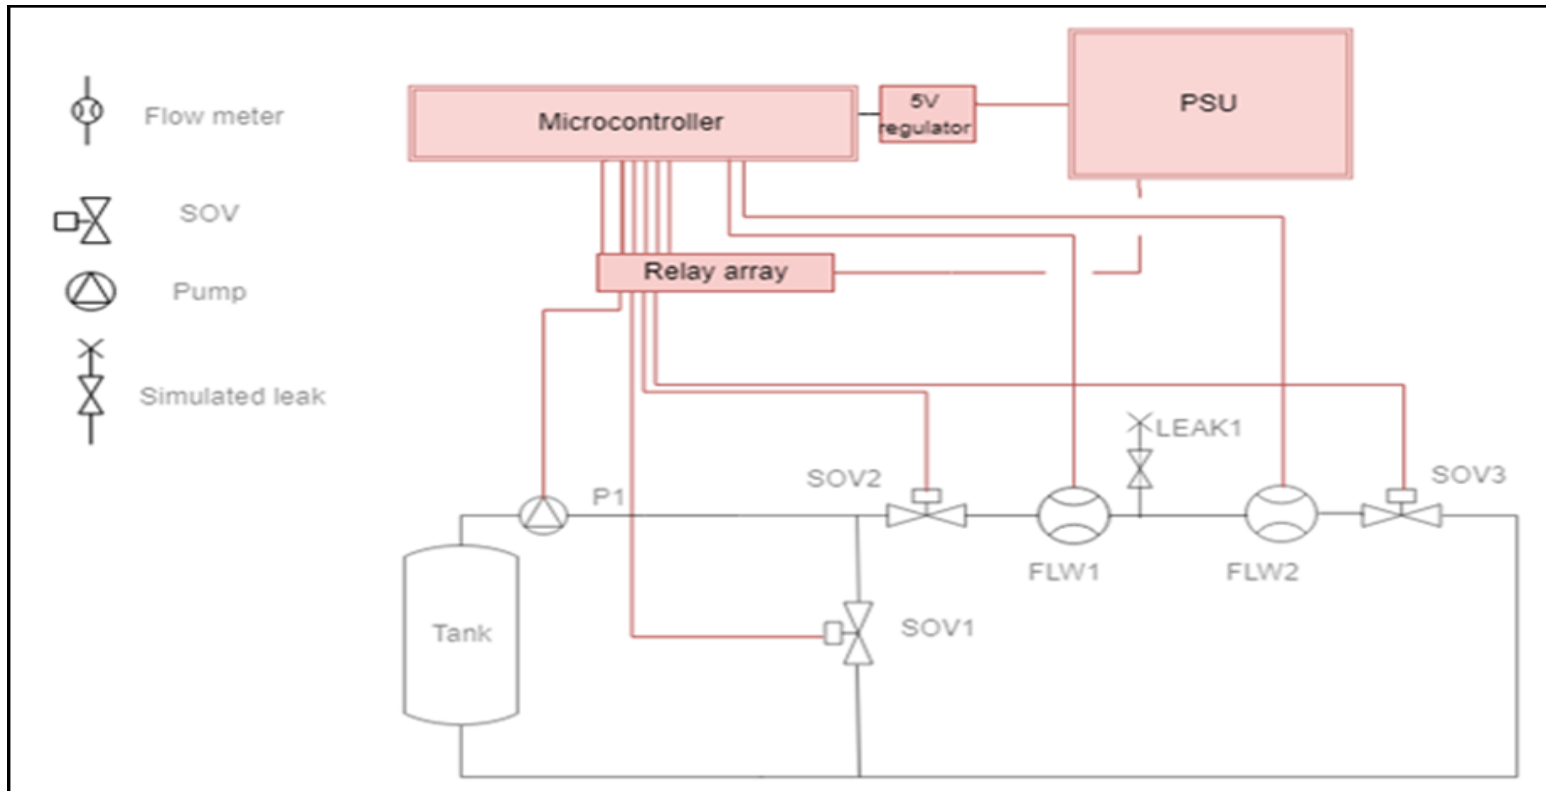 Flow meter
SOV
Pump
Simulated leak
Microcontroller
5V
regulator
PSU
Relay array
LEAK1
SOV2
SOV3
P1
FLW1
FLW2
Tank
SOV1